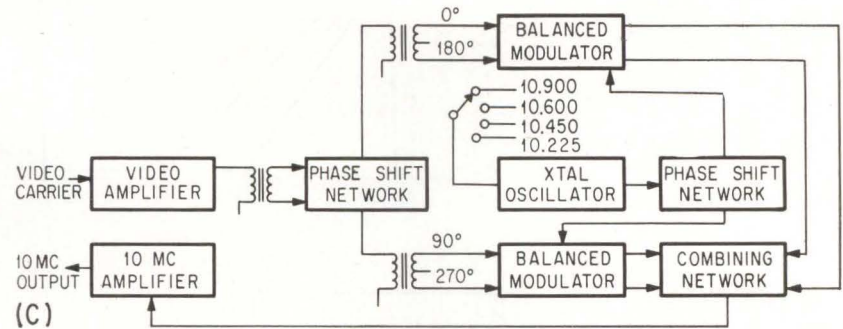 0°
180°
BALANCED
MODULATOR
10.900
10.600
10.450
10.225
VIDEO
CARRIER
VIDEO
AMPLIFIER
PHASE SHIFT
NETWORK
XTAL
OSCILLATOR
PHASE SHIFT
NETWORK
90°
270°
BALANCED
MODULATOR
COMBINING
NETWORK
10 MC
OUTPUT
10 MC
AMPLIFIER
(C)